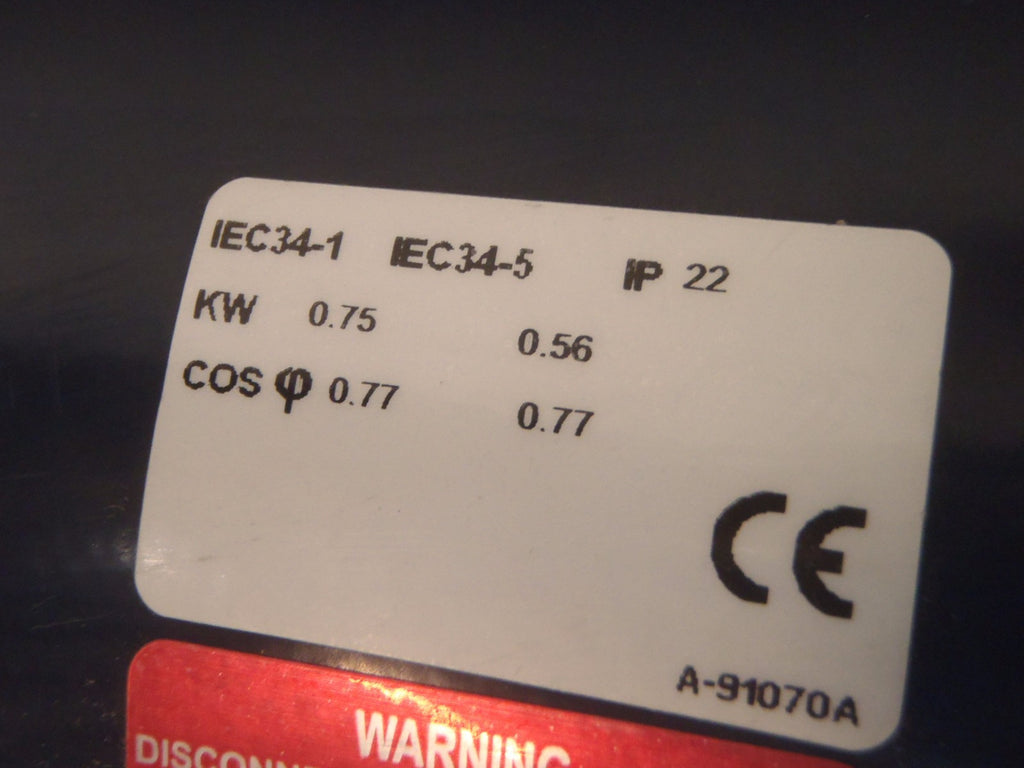 IEC34-1 IEC34-5 IP 22
KW 0.75 0.56
COS φ 0.77 0.77
CE
A-91070A
WARNING